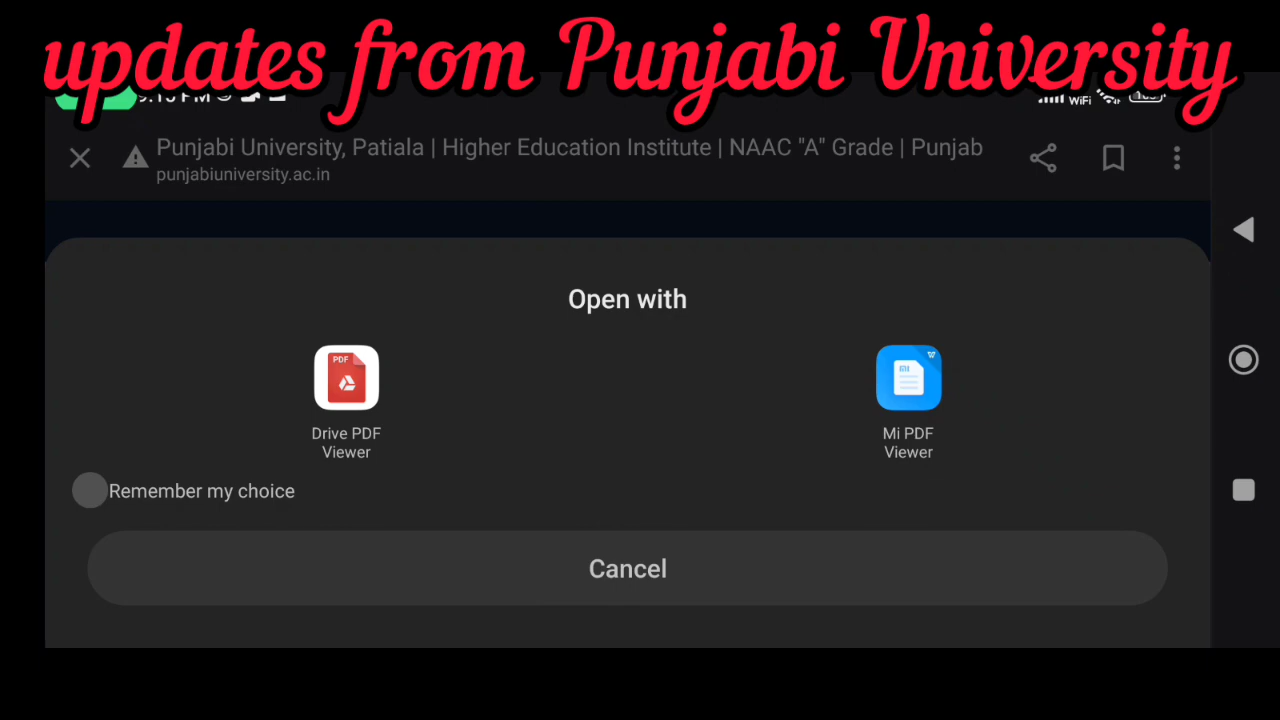 updates from Punjabi University
Punjabi University, Patiala | Higher Education Institute | NAAC "A" Grade | Punjab
punjabiuniversity.ac.in
Open with
PDF
Drive PDF
Viewer
Mi PDF
Viewer
Remember my choice
Cancel